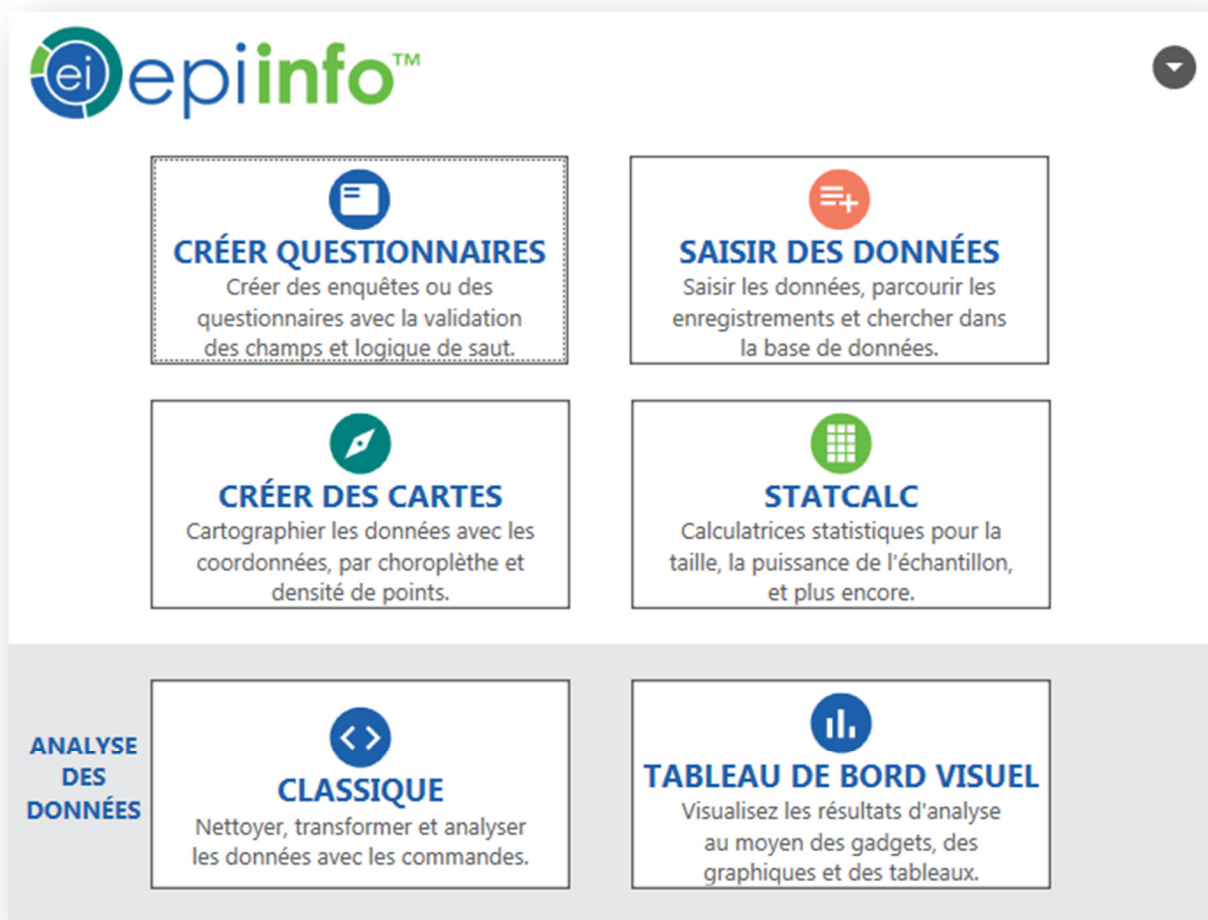 ei epiinfo™
CRÉER QUESTIONNAIRES
Créer des enquêtes ou des
questionnaires avec la validation
des champs et logique de saut.
SAISIR DES DONNÉES
Saisir les données, parcourir les
enregistrements et chercher dans
la base de données.
CRÉER DES CARTES
Cartographier les données avec les
coordonnées, par choroplèthe et
densité de points.
STATCALC
Calculatrices statistiques pour la
taille, la puissance de l'échantillon,
et plus encore.
ANALYSE
DES
DONNÉES
CLASSIQUE
Nettoyer, transformer et analyser
les données avec les commandes.
TABLEAU DE BORD VISUEL
Visualisez les résultats d'analyse
au moyen des gadgets, des
graphiques et des tableaux.